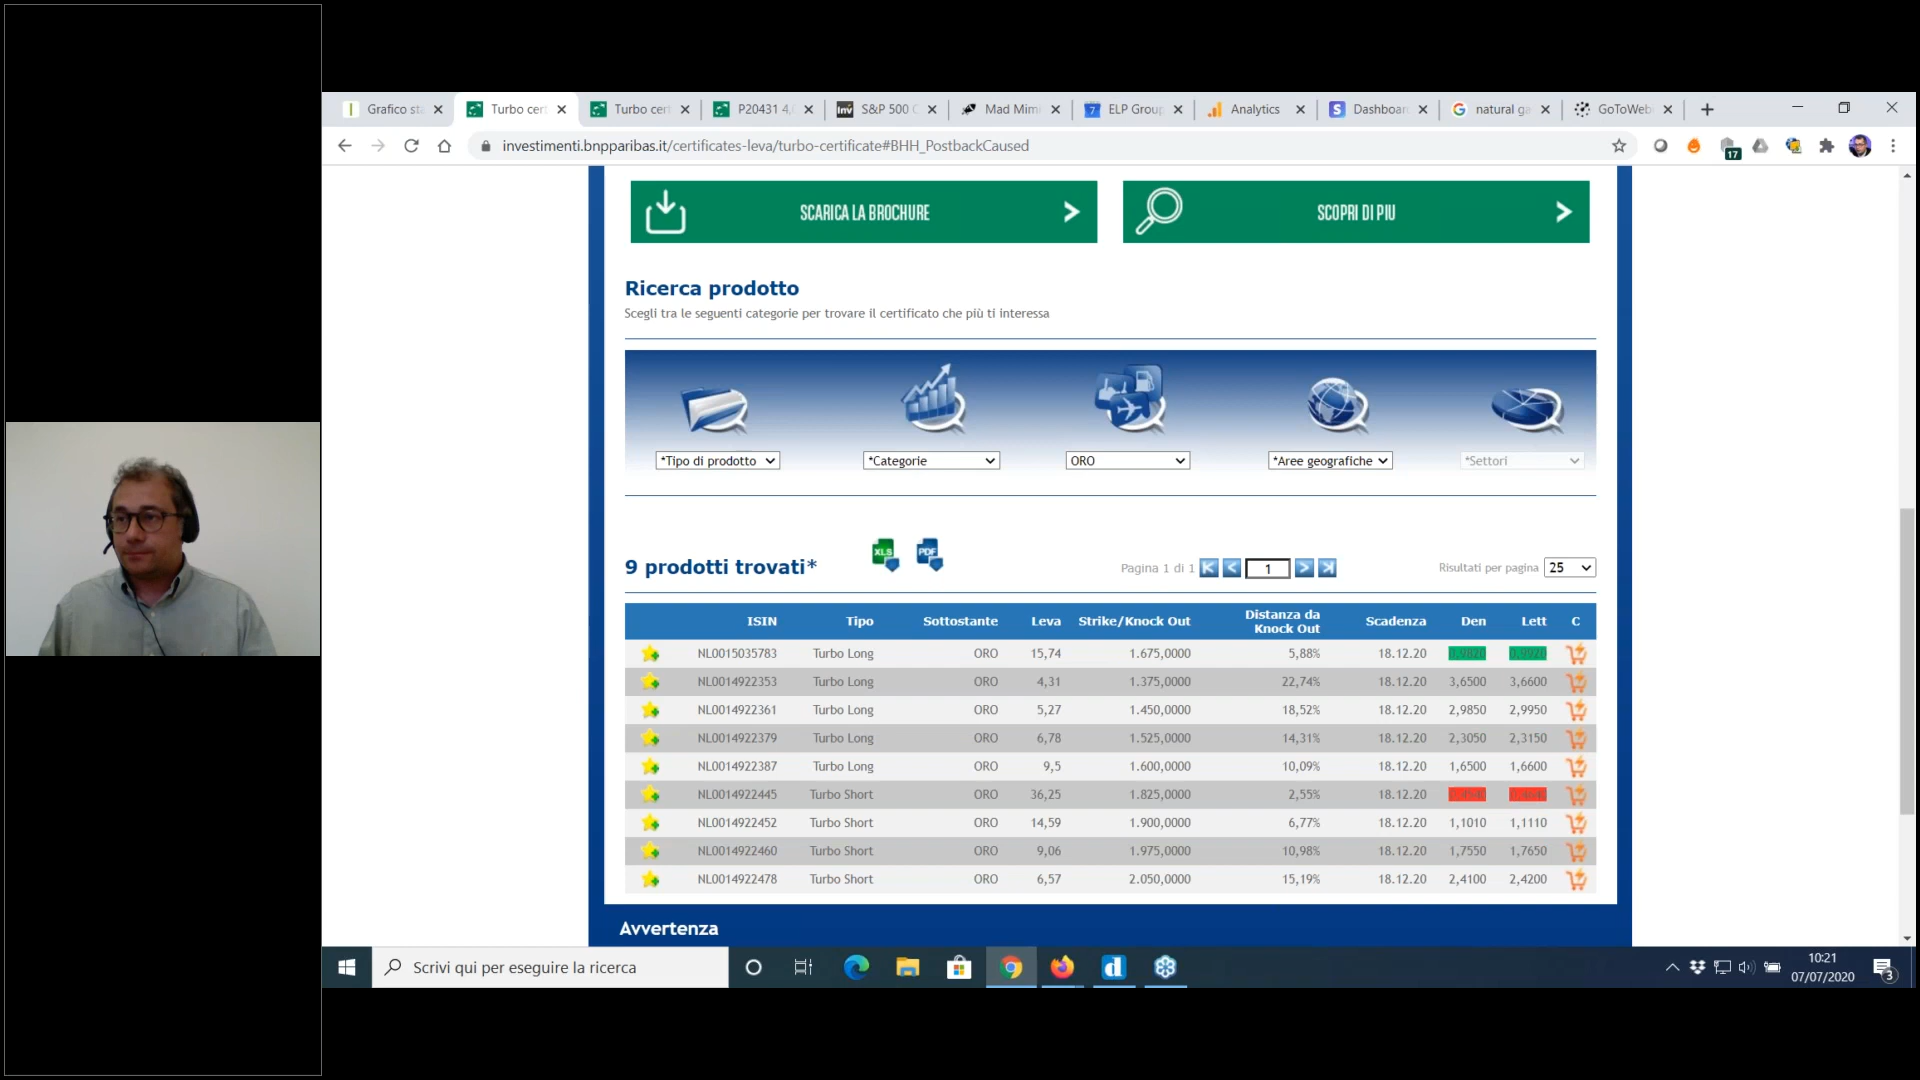 Grafico sta
Turbo cert
Turbo cert
P20431 4,
S&P 500 C
Mad Mimi
ELP Group
Analytics
Dashboar
natural ga
GoToWeb
investimenti.bnpparibas.it/certificates-leva/turbo-certificate#BHH_PostbackCaused
17
SCARICA LA BROCHURE
SCOPRI DI PIU
Ricerca prodotto
Scegli tra le seguenti categorie per trovare il certificato che più ti interessa
*Tipo di prodotto
*Categorie
ORO
*Aree geografiche
*Settori
9 prodotti trovati*
XLS
PDF
Pagina 1 di 1
1
Risultati per pagina
25
ISIN Tipo Sottostante Leva Strike/Knock Out Distanza da Knock Out Scadenza Den Lett C
NL0015035783 Turbo Long ORO 15,74 1.675,0000 5,88% 18.12.20
NL0014922353 Turbo Long ORO 4,31 1.375,0000 22,74% 18.12.20 3,6500 3,6600
NL0014922361 Turbo Long ORO 5,27 1.450,0000 18,52% 18.12.20 2,9850 2,9950
NL0014922379 Turbo Long ORO 6,78 1.525,0000 14,31% 18.12.20 2,3050 2,3150
NL0014922387 Turbo Long ORO 9,5 1.600,0000 10,09% 18.12.20 1,6500 1,6600
NL0014922445 Turbo Short ORO 36,25 1.825,0000 2,55% 18.12.20
NL0014922452 Turbo Short ORO 14,59 1.900,0000 6,77% 18.12.20 1,1010 1,1110
NL0014922460 Turbo Short ORO 9,06 1.975,0000 10,98% 18.12.20 1,7550 1,7650
NL0014922478 Turbo Short ORO 6,57 2.050,0000 15,19% 18.12.20 2,4100 2,4200
Avvertenza
Scrivi qui per eseguire la ricerca
10:21
07/07/2020
3